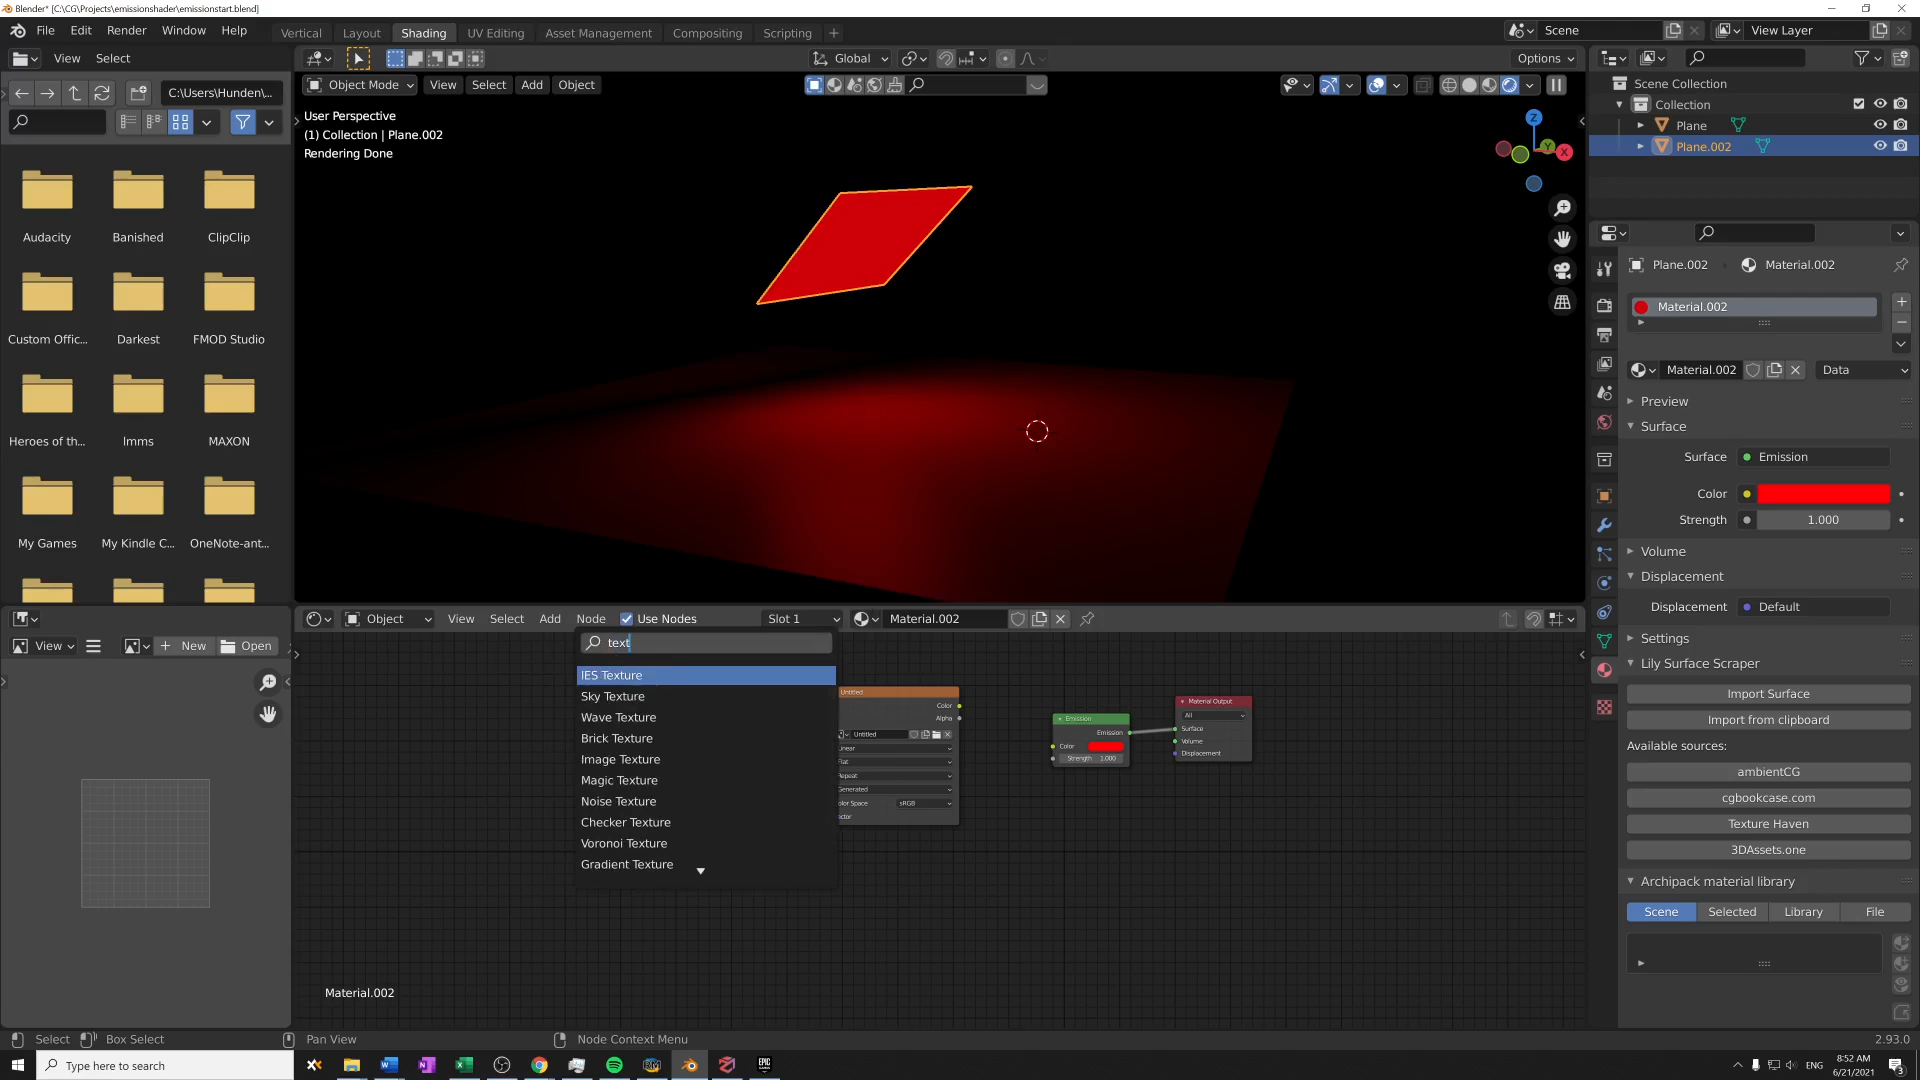 Blender* [C:\CG\Projects\emissionshader\emissionstart.blend]
File Edit Render Window Help
Vertical Layout Shading UV Editing Asset Management Compositing Scripting +
Scene
View Layer
View Select
Global
Options
C:\Users\Hunden\...
Object Mode View Select Add Object
User Perspective
(1) Collection | Plane.002
Rendering Done
Z
Y
X
Audacity Banished ClipClip
Custom Offic... Darkest FMOD Studio
Heroes of th... lmms MAXON
My Games My Kindle C... OneNote-ant...
Scene Collection
Collection
Plane
Plane.002
Plane.002 Material.002
Material.002
Material.002 Data
Preview
Surface
Surface Emission
Color
Strength 1.000
Volume
Displacement
Displacement Default
Settings
Lily Surface Scraper
Import Surface
Import from clipboard
Available sources:
ambientCG
cgbookcase.com
Texture Haven
3DAssets.one
Archipack material library
Scene Selected Library File
Object View Select Add Node Use Nodes Slot 1 Material.002
View New Open
text
IES Texture
Sky Texture
Wave Texture
Brick Texture
Image Texture
Magic Texture
Noise Texture
Checker Texture
Voronoi Texture
Gradient Texture
Untitled
Color
Alpha
Untitled
Linear
Flat
Repeat
Generated
olor Space sRGB
ector
Emission
Emission
Color
Strength 1.000
Material Output
All
Surface
Volume
Displacement
Material.002
Select Box Select Pan View Node Context Menu 2.93.0
Type here to search
ENG
8:52 AM
6/21/2021
3